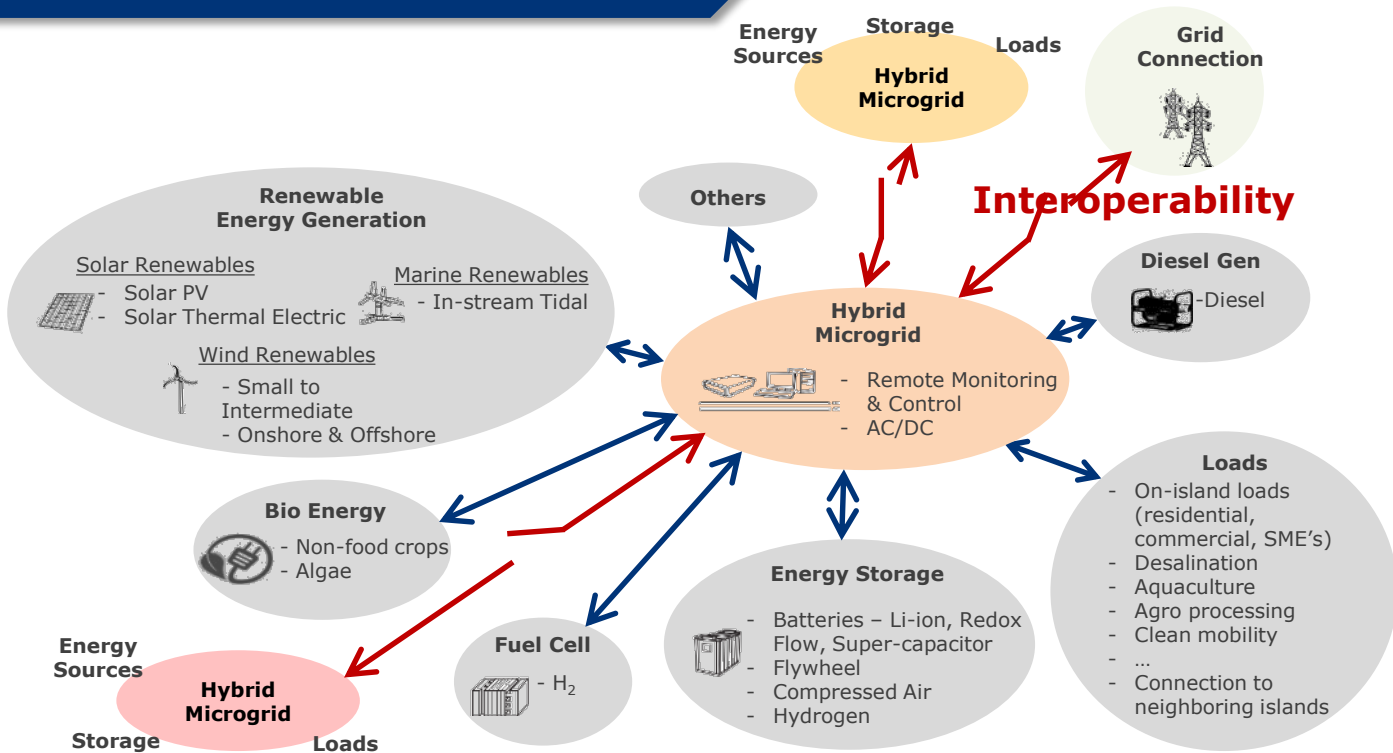 Energy
Sources
Storage
Loads
Hybrid
Microgrid
Grid
Connection
Interoperability
Renewable
Energy Generation
Solar Renewables
- Solar PV
- Solar Thermal Electric
Marine Renewables
- In-stream Tidal
Wind Renewables
- Small to
Intermediate
- Onshore & Offshore
Others
Diesel Gen
-Diesel
Hybrid
Microgrid
- Remote Monitoring
& Control
- AC/DC
Bio Energy
- Non-food crops
- Algae
Fuel Cell
- H₂
Energy Storage
- Batteries – Li-ion, Redox
Flow, Super-capacitor
- Flywheel
- Compressed Air
- Hydrogen
Loads
- On-island loads
(residential,
commercial, SME's)
- Desalination
- Aquaculture
- Agro processing
- Clean mobility
- …
- Connection to
neighboring islands
Energy
Sources
Hybrid
Microgrid
Storage
Loads